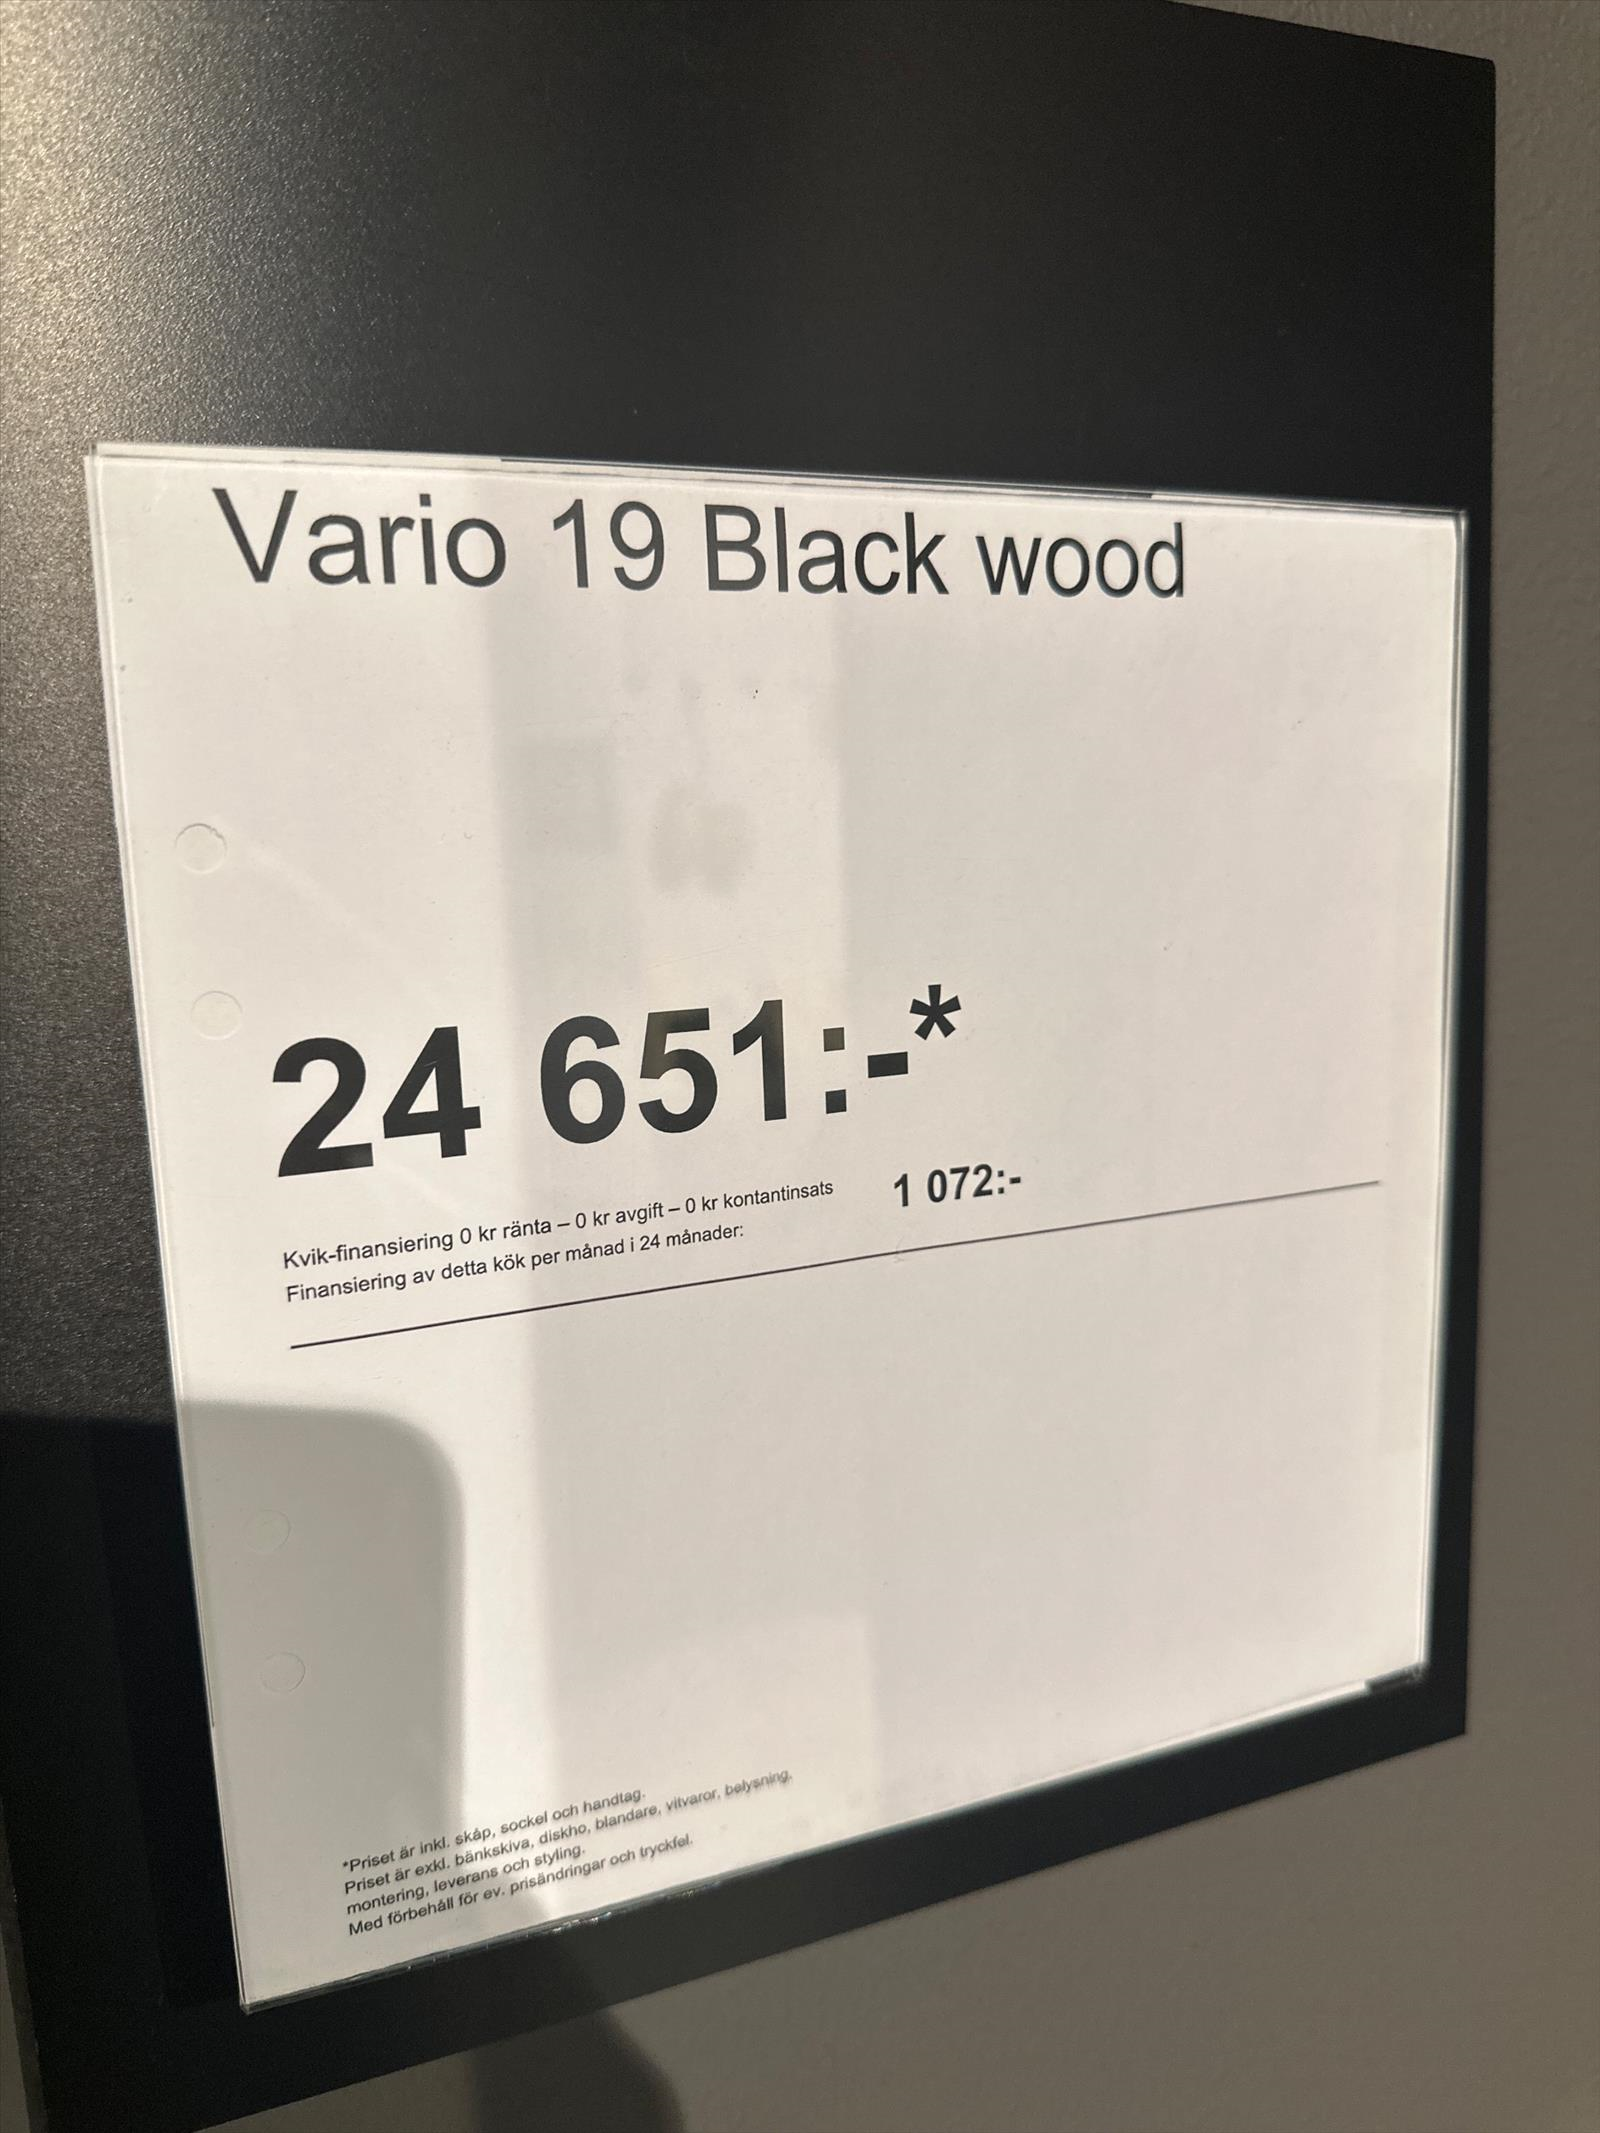 Vario 19 Black wood
24 651:-*
Kvik-finansiering 0 kr ränta – 0 kr avgift – 0 kr kontantinsats
Finansiering av detta kök per månad i 24 månader:
1 072:-
*Priset är inkl. skåp, sockel och handtag.
Priset är exkl. bänkskiva, diskho, blandare, vitvaror, belysning,
montering, leverans och styling.
Med förbehåll för ev. prisändringar och tryckfel.